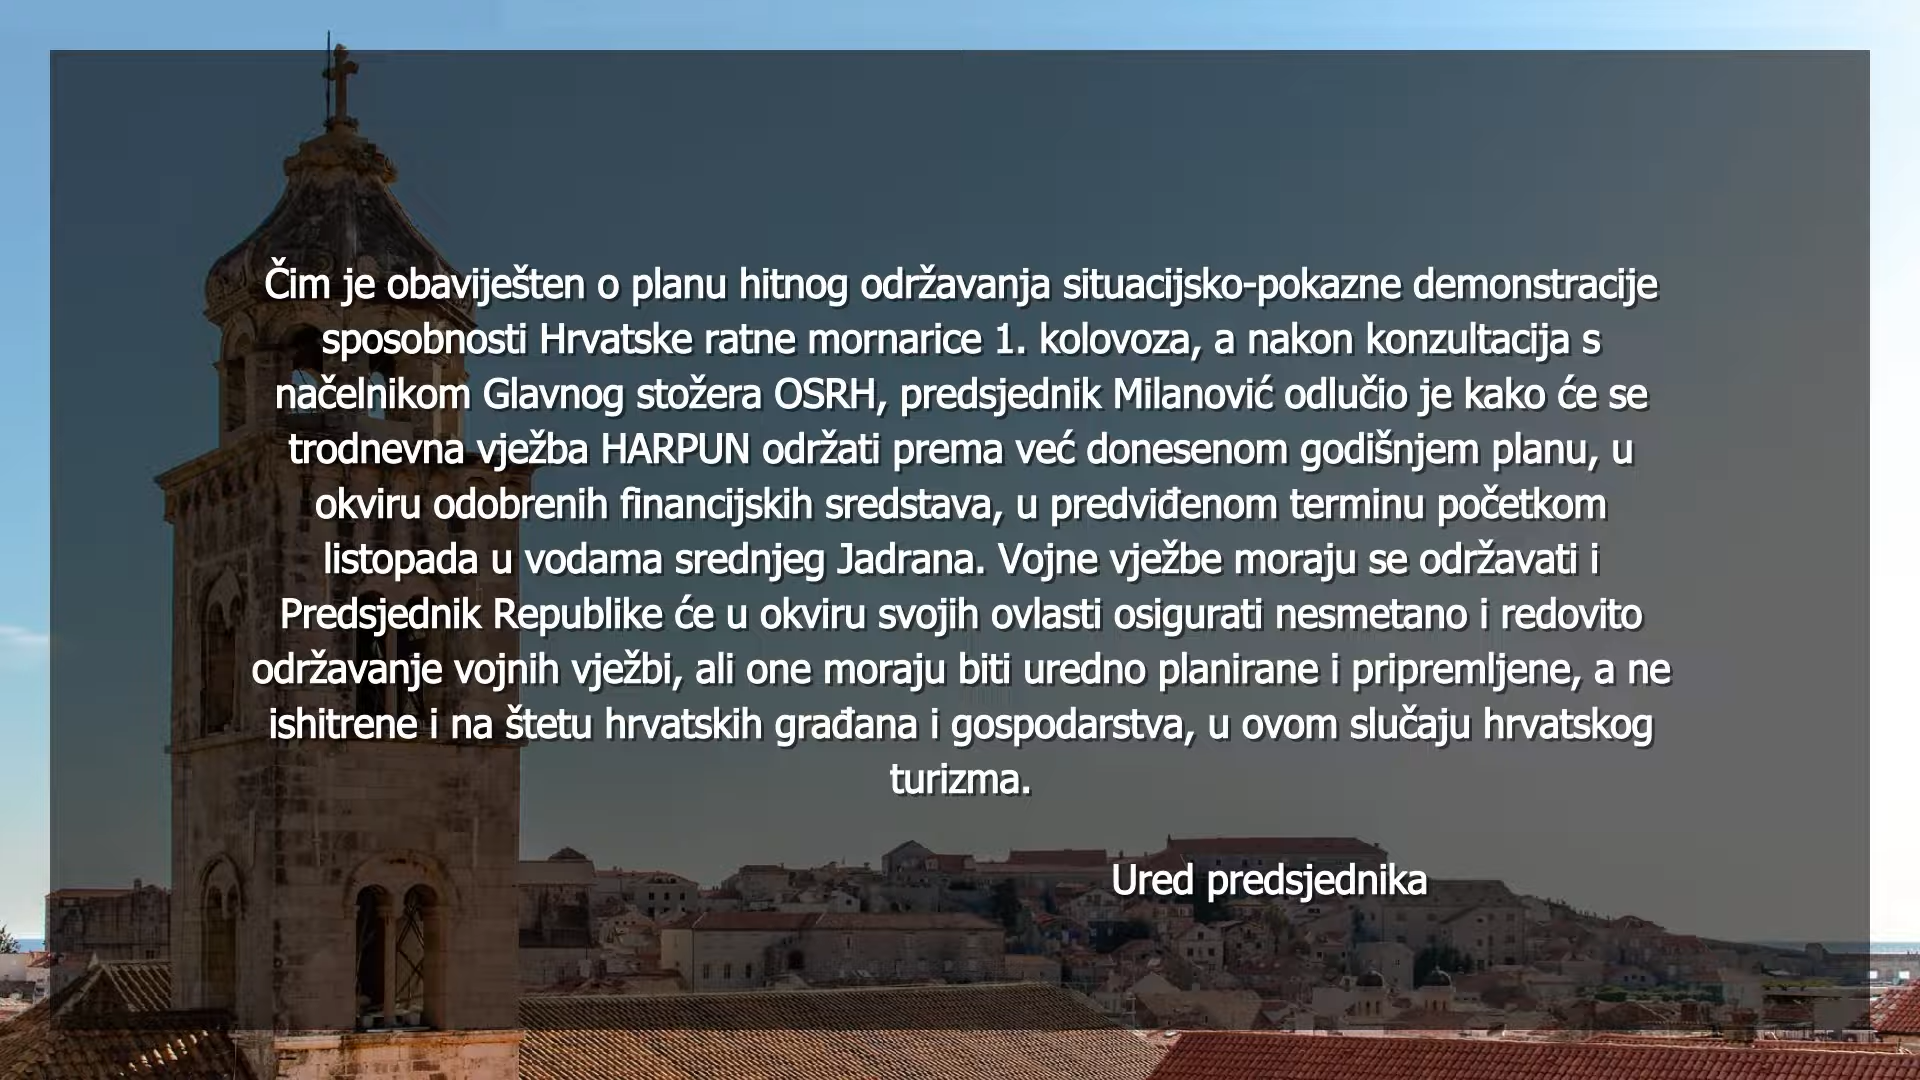 Čim je obaviješten o planu hitnog održavanja situacijsko-pokazne demonstracije
sposobnosti Hrvatske ratne mornarice 1. kolovoza, a nakon konzultacija s
načelnikom Glavnog stožera OSRH, predsjednik Milanović odlučio je kako će se
trodnevna vježba HARPUN održati prema već donesenom godišnjem planu, u
okviru odobrenih financijskih sredstava, u predviđenom terminu početkom
listopada u vodama srednjeg Jadrana. Vojne vježbe moraju se održavati i
Predsjednik Republike će u okviru svojih ovlasti osigurati nesmetano i redovito
održavanje vojnih vježbi, ali one moraju biti uredno planirane i pripremljene, a ne
ishitrene i na štetu hrvatskih građana i gospodarstva, u ovom slučaju hrvatskog
turizma.
Ured predsjednika